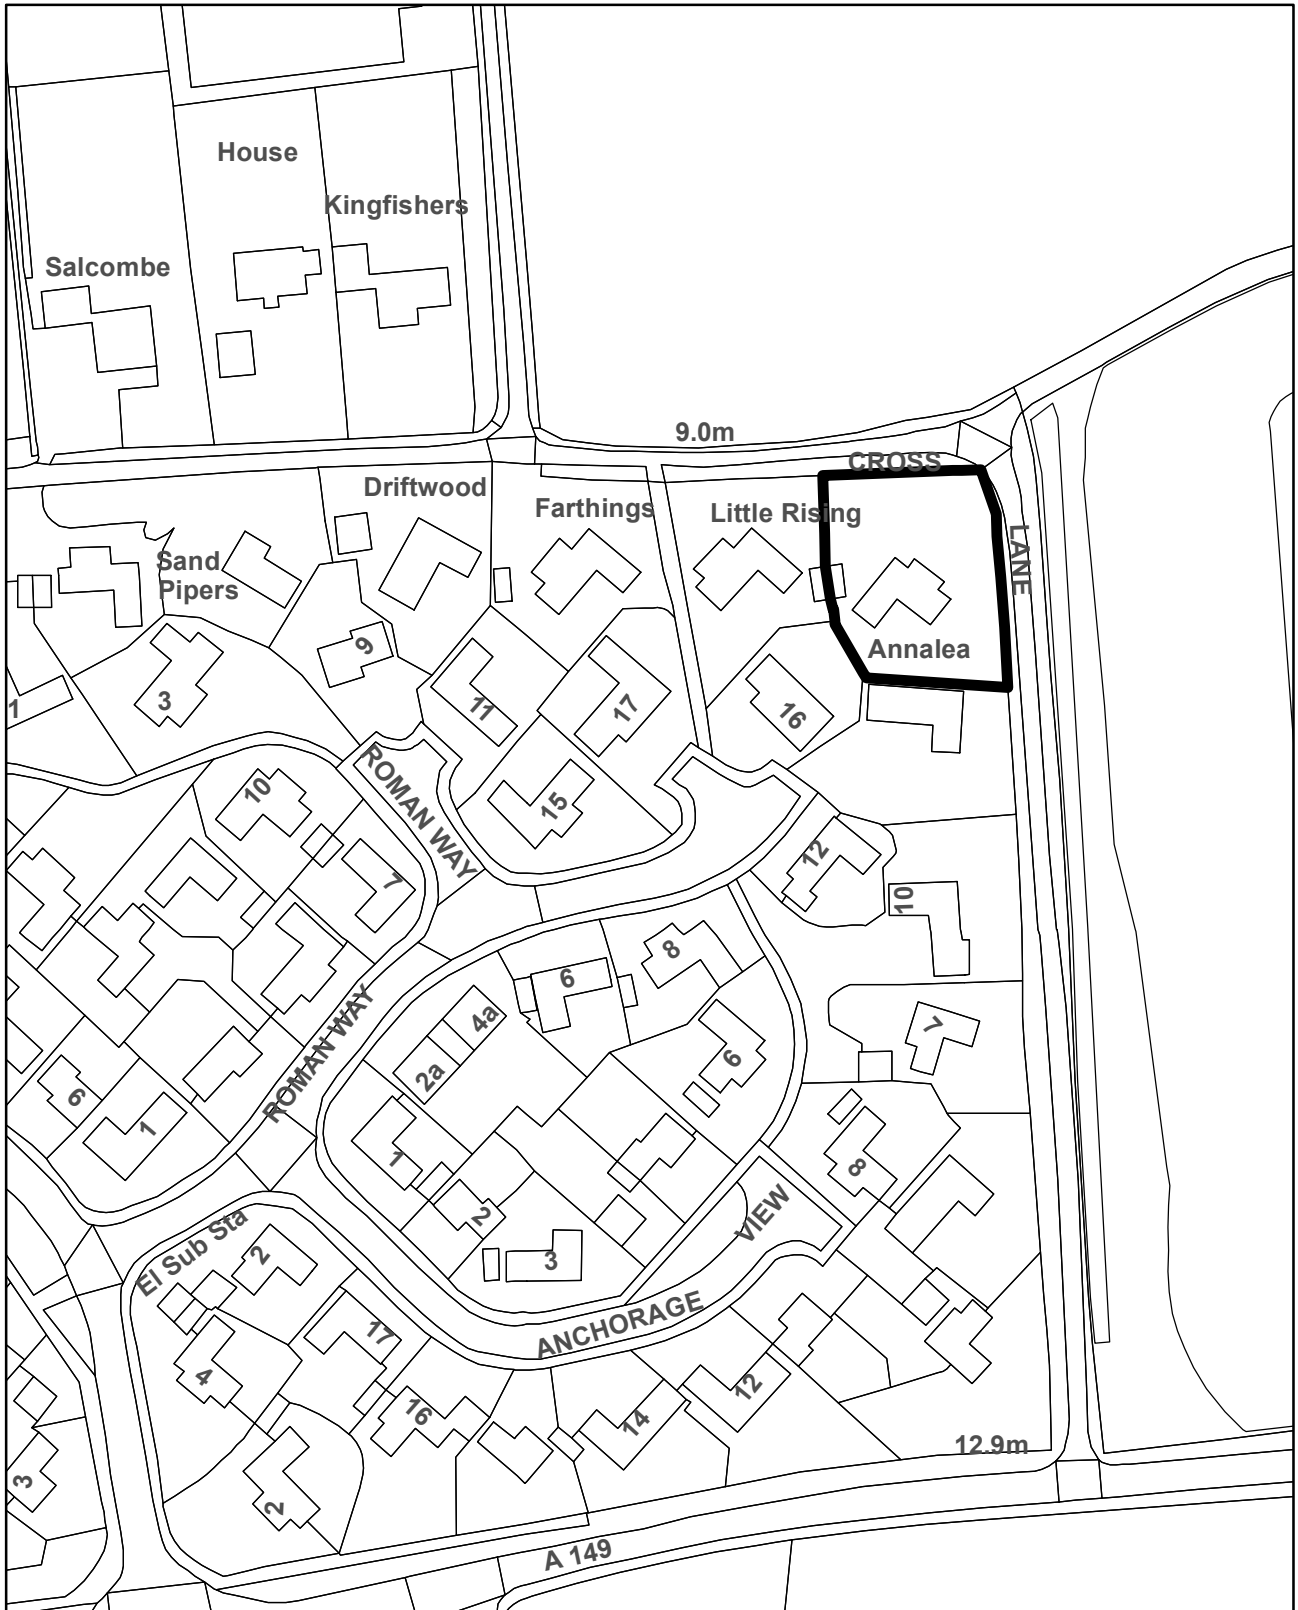 House
Kingfishers
Salcombe
9.0m
CROSS
Driftwood
Farthings
Little Rising
LANE
Sand
Pipers
9
Annalea
3
1
11
17
16
ROMAN WAY
10
15
12
7
10
8
6
4a
7
ROMAN WAY
6
2a
6
1
1
8
2
VIEW
El Sub Sta
2
3
ANCHORAGE
17
4
12
16
14
12.9m
3
2
A 149